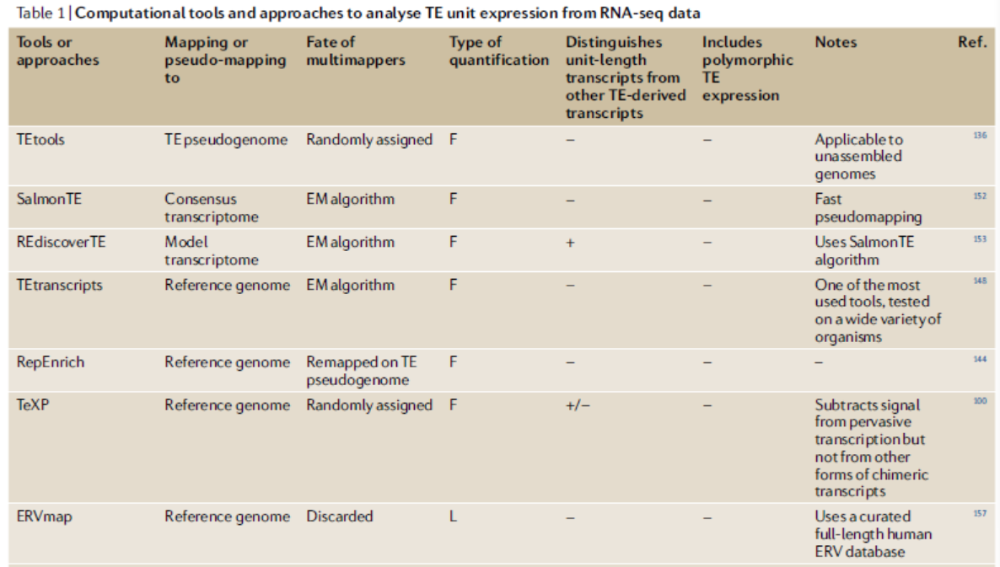 Table 1 | Computational tools and approaches to analyse TE unit expression from RNA-seq data
Tools or approaches | Mapping or pseudo-mapping to | Fate of multimappers | Type of quantification | Distinguishes unit-length transcripts from other TE-derived transcripts | Includes polymorphic TE expression | Notes | Ref.
TEtools | TE pseudogenome | Randomly assigned | F | – | – | Applicable to unassembled genomes | 136
SalmonTE | Consensus transcriptome | EM algorithm | F | – | – | Fast pseudomapping | 152
REdiscoverTE | Model transcriptome | EM algorithm | F | + | – | Uses SalmonTE algorithm | 153
TEtranscripts | Reference genome | EM algorithm | F | – | – | One of the most used tools, tested on a wide variety of organisms | 148
RepEnrich | Reference genome | Remapped on TE pseudogenome | F | – | – | – | 144
TeXP | Reference genome | Randomly assigned | F | +/– | – | Subtracts signal from pervasive transcription but not from other forms of chimeric transcripts | 100
ERVmap | Reference genome | Discarded | L | – | – | Uses a curated full-length human ERV database | 157